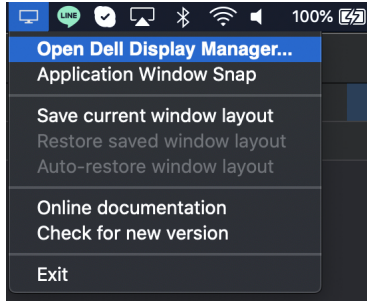 LINE
100%
Open Dell Display Manager...
Application Window Snap
Save current window layout
Restore saved window layout
Auto-restore window layout
Online documentation
Check for new version
Exit